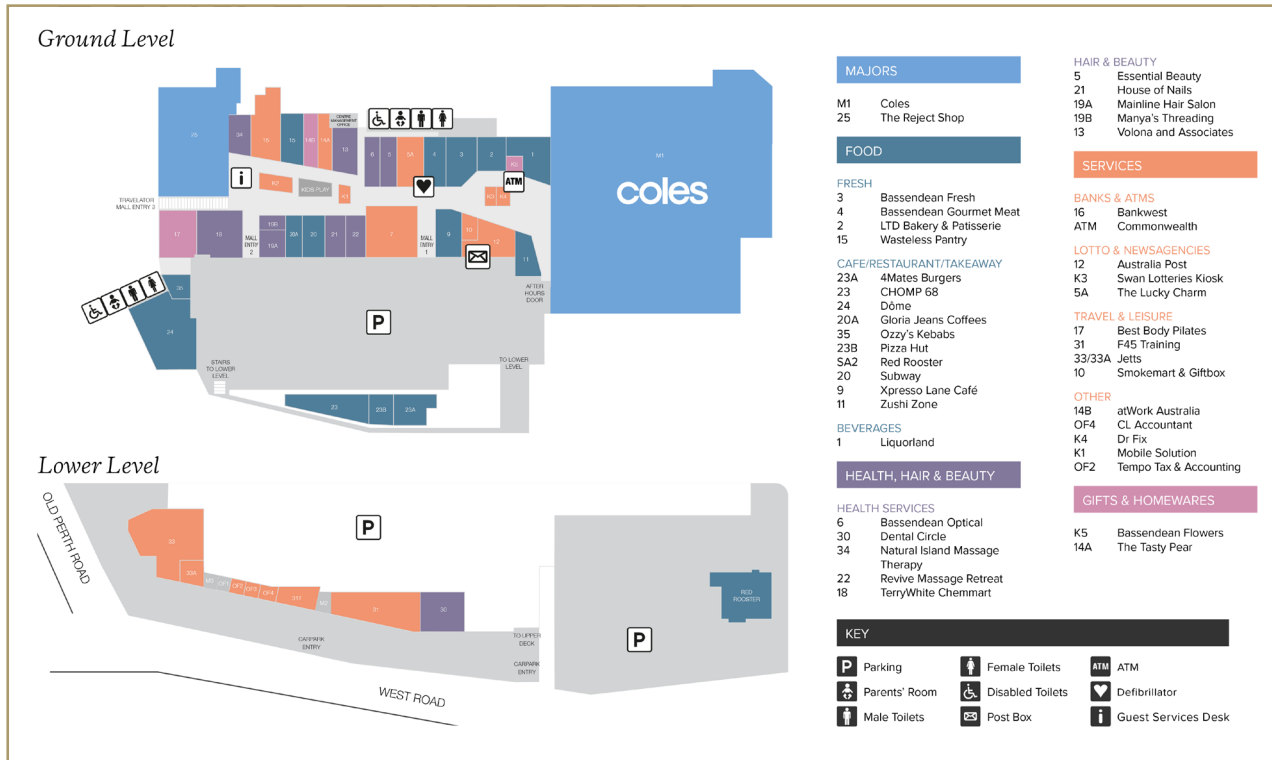 Ground Level
25
3A
16
15
14B
14A
CENTRE
MANAGEMENT
OFFICE
13
6
5
5A
4
3
2
1
K5
ATM
M1
coles
i
K2
KIDS PLAY
K1
K3
TRAVELATOR
MALL ENTRY 3
17
18
MALL
ENTRY
2
19B
19A
20A
20
21
22
7
MALL
ENTRY
1
9
10
12
11
AFTER
HOURS
DOOR
35
24
P
STAIRS
TO LOWER
LEVEL
TO LOWER
LEVEL
23
23B
23A
Lower Level
OLD PERTH ROAD
33
33A
OF1
OF2
OF3
OF4
31
30
P
CARPARK
ENTRY
TO UPPER
DECK
CARPARK
ENTRY
P
RED
ROOSTER
WEST ROAD
MAJORS
M1 Coles
25 The Reject Shop
FOOD
FRESH
3 Bassendean Fresh
4 Bassendean Gourmet Meat
2 LTD Bakery & Patisserie
15 Wasteless Pantry
CAFE/RESTAURANT/TAKEAWAY
23A 4Mates Burgers
23 CHOMP 68
24 Dôme
20A Gloria Jeans Coffees
35 Ozzy's Kebabs
23B Pizza Hut
SA2 Red Rooster
20 Subway
9 Xpresso Lane Café
11 Zushi Zone
BEVERAGES
1 Liquorland
HEALTH, HAIR & BEAUTY
HEALTH SERVICES
6 Bassendean Optical
30 Dental Circle
34 Natural Island Massage
Therapy
22 Revive Massage Retreat
18 TerryWhite Chemmart
HAIR & BEAUTY
5 Essential Beauty
21 House of Nails
19A Mainline Hair Salon
19B Manya's Threading
13 Volona and Associates
SERVICES
BANKS & ATMS
16 Bankwest
ATM Commonwealth
LOTTO & NEWSAGENCIES
12 Australia Post
K3 Swan Lotteries Kiosk
5A The Lucky Charm
TRAVEL & LEISURE
17 Best Body Pilates
31 F45 Training
33/33A Jetts
10 Smokemart & Giftbox
OTHER
14B atWork Australia
OF4 CL Accountant
K4 Dr Fix
K1 Mobile Solution
OF2 Tempo Tax & Accounting
GIFTS & HOMEWARES
K5 Bassendean Flowers
14A The Tasty Pear
KEY
P Parking
Parents' Room
Male Toilets
Female Toilets
Disabled Toilets
Post Box
ATM ATM
Defibrillator
i Guest Services Desk